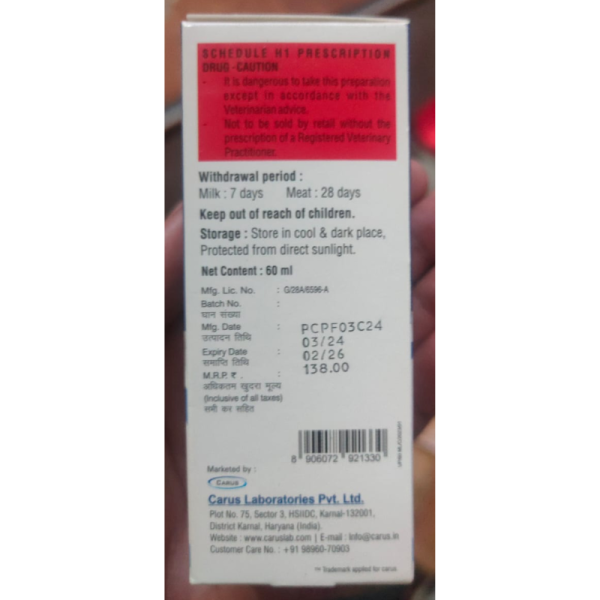 SCHEDULE H1 PRESCRIPTION
DRUG -CAUTION
- It is dangerous to take this preparation
except in accordance with the
Veterinarian advice.
- Not to be sold by retail without the
prescription of a Registered Veterinary
Practitioner.
Withdrawal period :
Milk : 7 days Meat : 28 days
Keep out of reach of children.
Storage : Store in cool & dark place,
Protected from direct sunlight.
Net Content : 60 ml
Mfg. Lic. No. : G/28A/6596-A
Batch No. :
घान संख्या
PCPF03C24
Mfg. Date :
उत्पादन तिथि
03/24
Expiry Date :
समाप्ति तिथि
02/26
M.R.P. ₹ . :
138.00
अधिकतम खुदरा मूल्य
(Inclusive of all taxes)
सभी कर सहित
8 906072 921330
Marketed by :
CARUS
Carus Laboratories Pvt. Ltd.
Plot No. 75, Sector 3, HSIIDC, Karnal-132001,
District Karnal, Haryana (India).
Website : www.caruslab.com | E-mail : Info@carus.in
Customer Care No. : +91 98960-70903
™ Trademark applied for carus